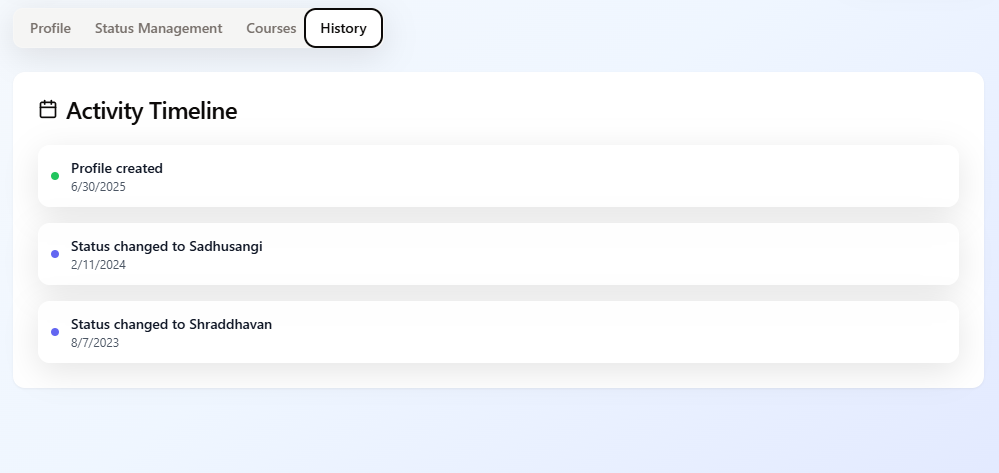 Profile Status Management Courses History
Activity Timeline
Profile created
6/30/2025
Status changed to Sadhusangi
2/11/2024
Status changed to Shraddhavan
8/7/2023